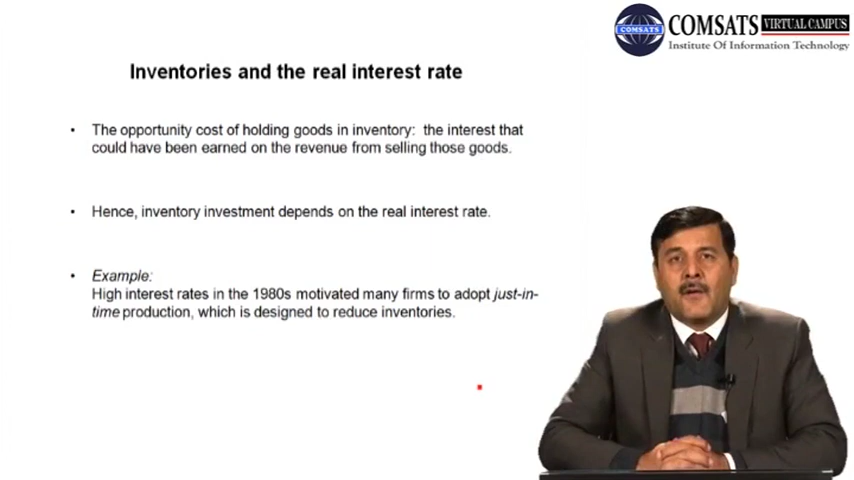 COMSATS VIRTUAL CAMPUS
COMSATS
Institute Of Information Technology
Inventories and the real interest rate
• The opportunity cost of holding goods in inventory: the interest that
could have been earned on the revenue from selling those goods.
• Hence, inventory investment depends on the real interest rate.
• Example:
High interest rates in the 1980s motivated many firms to adopt just-in-
time production, which is designed to reduce inventories.